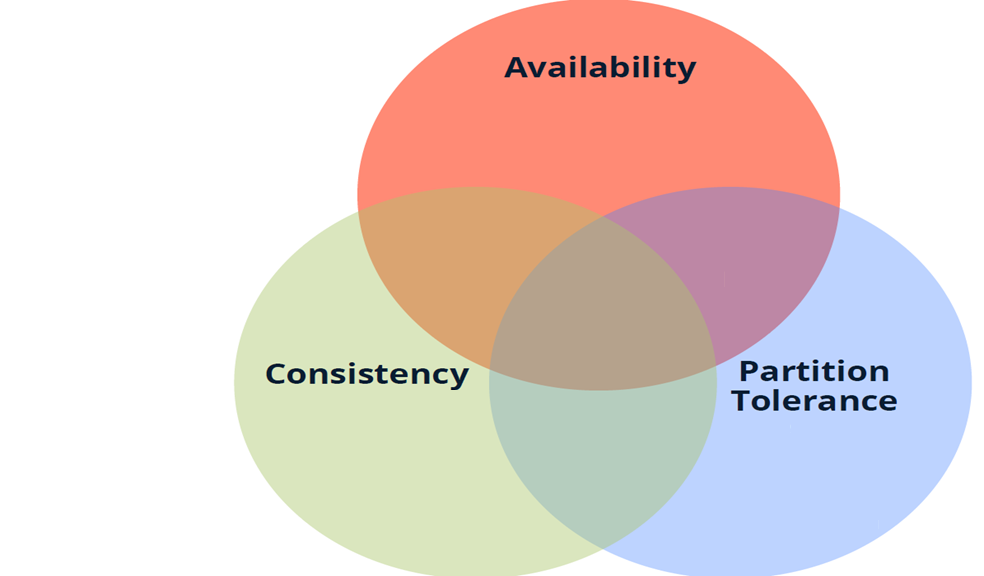 Availability
Consistency
Partition
Tolerance